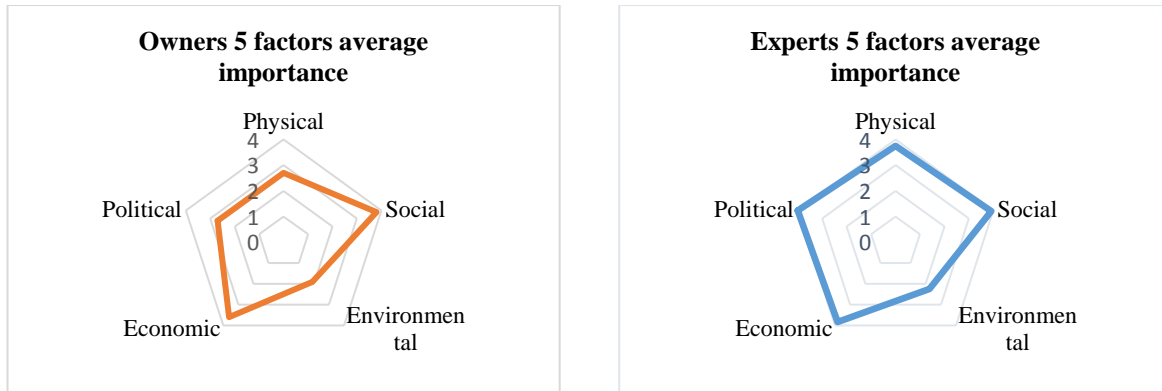 Owners 5 factors average
importance
Physical
4
3
2
1
0
Social
Environmen
tal
Economic
Political
Experts 5 factors average
importance
Physical
4
3
2
1
0
Social
Environmen
tal
Economic
Political